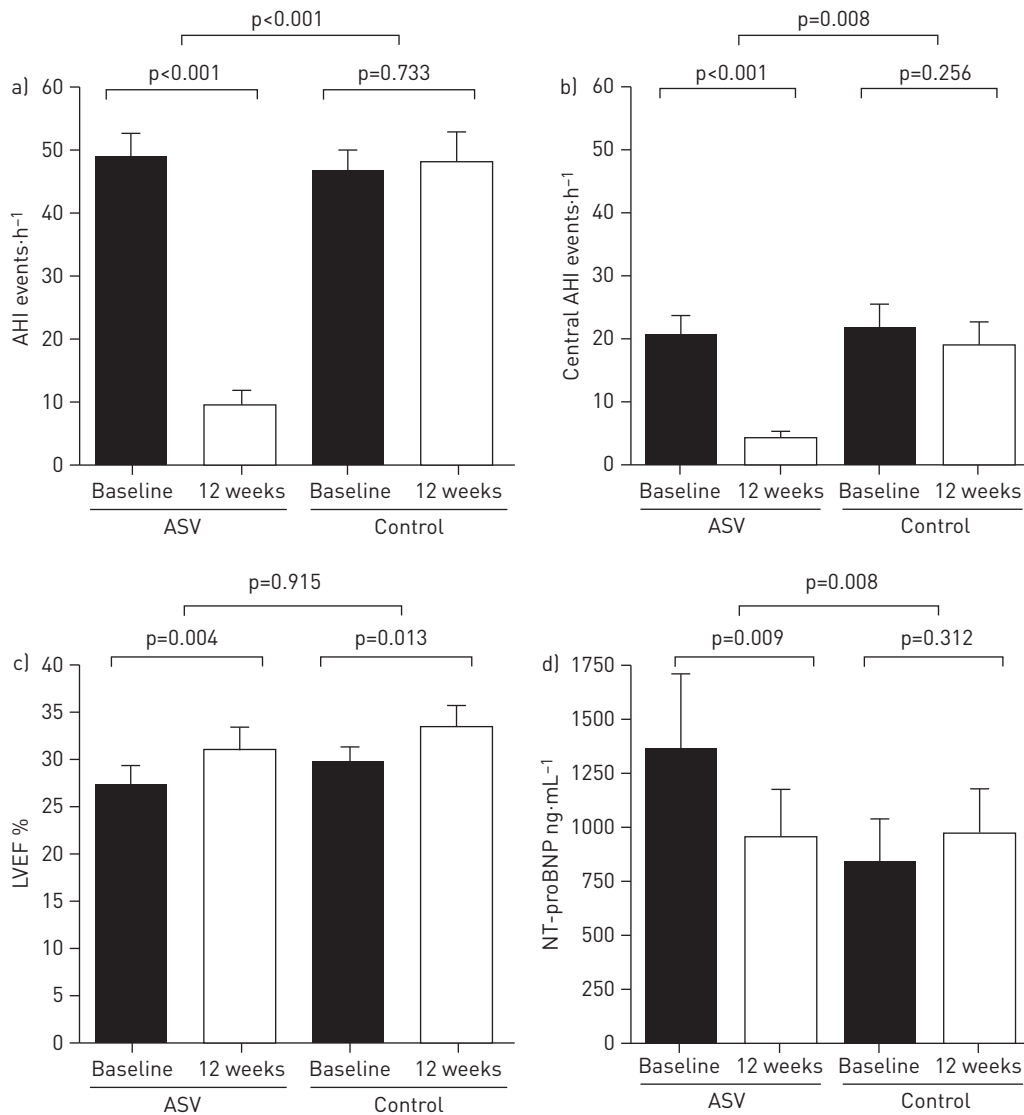 p<0.001
p<0.001 p=0.733
a)
60
50
40
30
20
10
0
AHI events·h⁻¹
Baseline 12 weeks Baseline 12 weeks
ASV Control
p=0.008
p<0.001 p=0.256
b)
60
50
40
30
20
10
0
Central AHI events·h⁻¹
Baseline 12 weeks Baseline 12 weeks
ASV Control
p=0.915
p=0.004 p=0.013
c)
40
35
30
25
20
15
10
5
0
LVEF %
Baseline 12 weeks Baseline 12 weeks
ASV Control
p=0.008
p=0.009 p=0.312
d)
1750
1500
1250
1000
750
500
250
0
NT-proBNP ng·mL⁻¹
Baseline 12 weeks Baseline 12 weeks
ASV Control